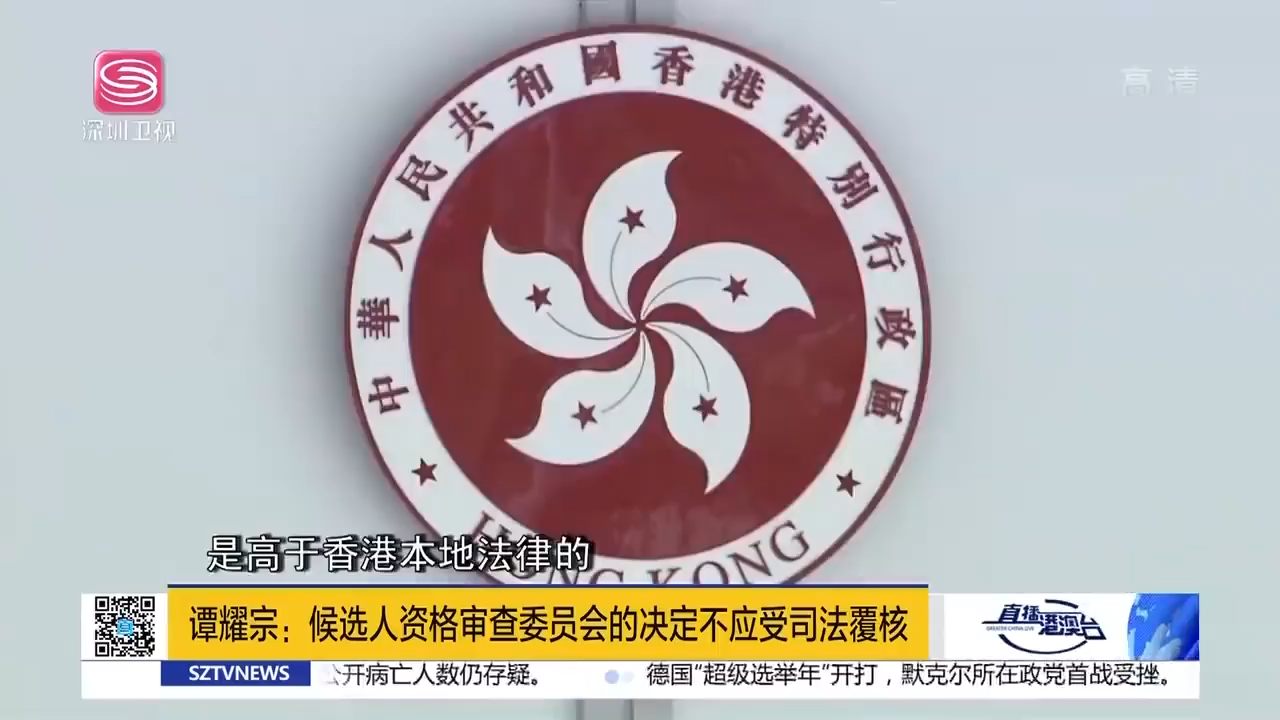 深圳卫视
高清
中華人民共和國香港特別行政區
HONG KONG
是高于香港本地法律的
谭耀宗：候选人资格审查委员会的决定不应受司法覆核
直播港澳台
GREATER CHINA LIVE
SZTVNEWS
公开病亡人数仍存疑。
德国“超级选举年”开打，默克尔所在政党首战受挫。